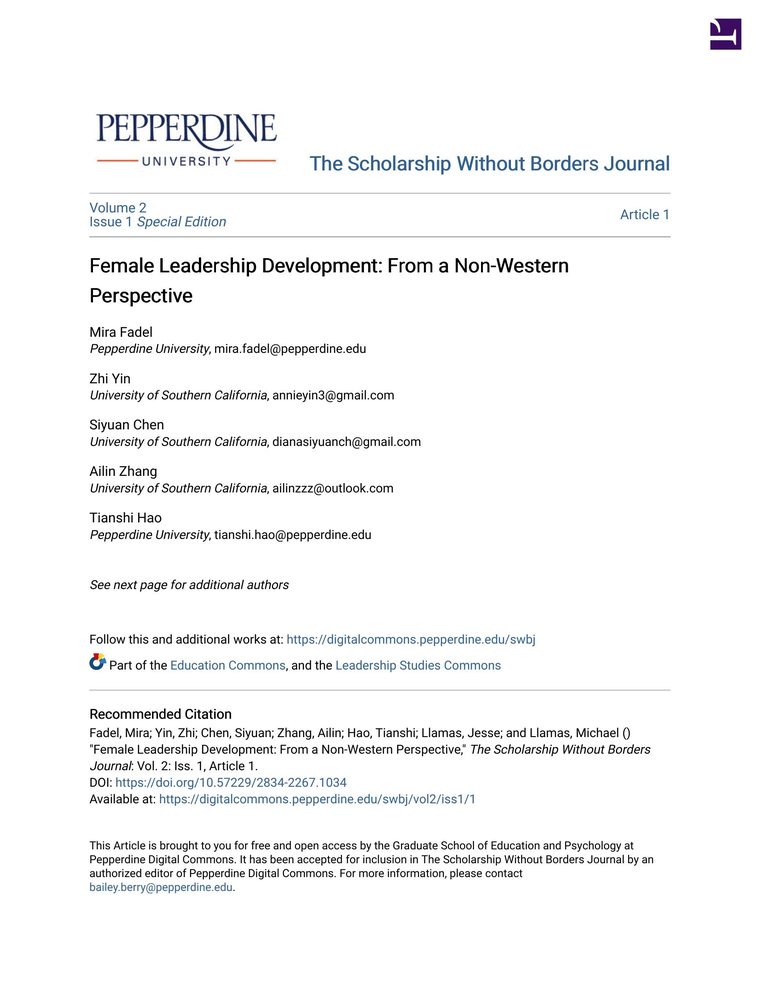 PEPPERDINE
UNIVERSITY
The Scholarship Without Borders Journal
Volume 2
Issue 1 Special Edition
Article 1
Female Leadership Development: From a Non-Western
Perspective
Mira Fadel
Pepperdine University, mira.fadel@pepperdine.edu
Zhi Yin
University of Southern California, annieyin3@gmail.com
Siyuan Chen
University of Southern California, dianasiyuanch@gmail.com
Ailin Zhang
University of Southern California, ailinzzz@outlook.com
Tianshi Hao
Pepperdine University, tianshi.hao@pepperdine.edu
See next page for additional authors
Follow this and additional works at: https://digitalcommons.pepperdine.edu/swbj
Part of the Education Commons, and the Leadership Studies Commons
Recommended Citation
Fadel, Mira; Yin, Zhi; Chen, Siyuan; Zhang, Ailin; Hao, Tianshi; Llamas, Jesse; and Llamas, Michael ()
"Female Leadership Development: From a Non-Western Perspective," The Scholarship Without Borders
Journal: Vol. 2: Iss. 1, Article 1.
DOI: https://doi.org/10.57229/2834-2267.1034
Available at: https://digitalcommons.pepperdine.edu/swbj/vol2/iss1/1
This Article is brought to you for free and open access by the Graduate School of Education and Psychology at
Pepperdine Digital Commons. It has been accepted for inclusion in The Scholarship Without Borders Journal by an
authorized editor of Pepperdine Digital Commons. For more information, please contact
bailey.berry@pepperdine.edu.